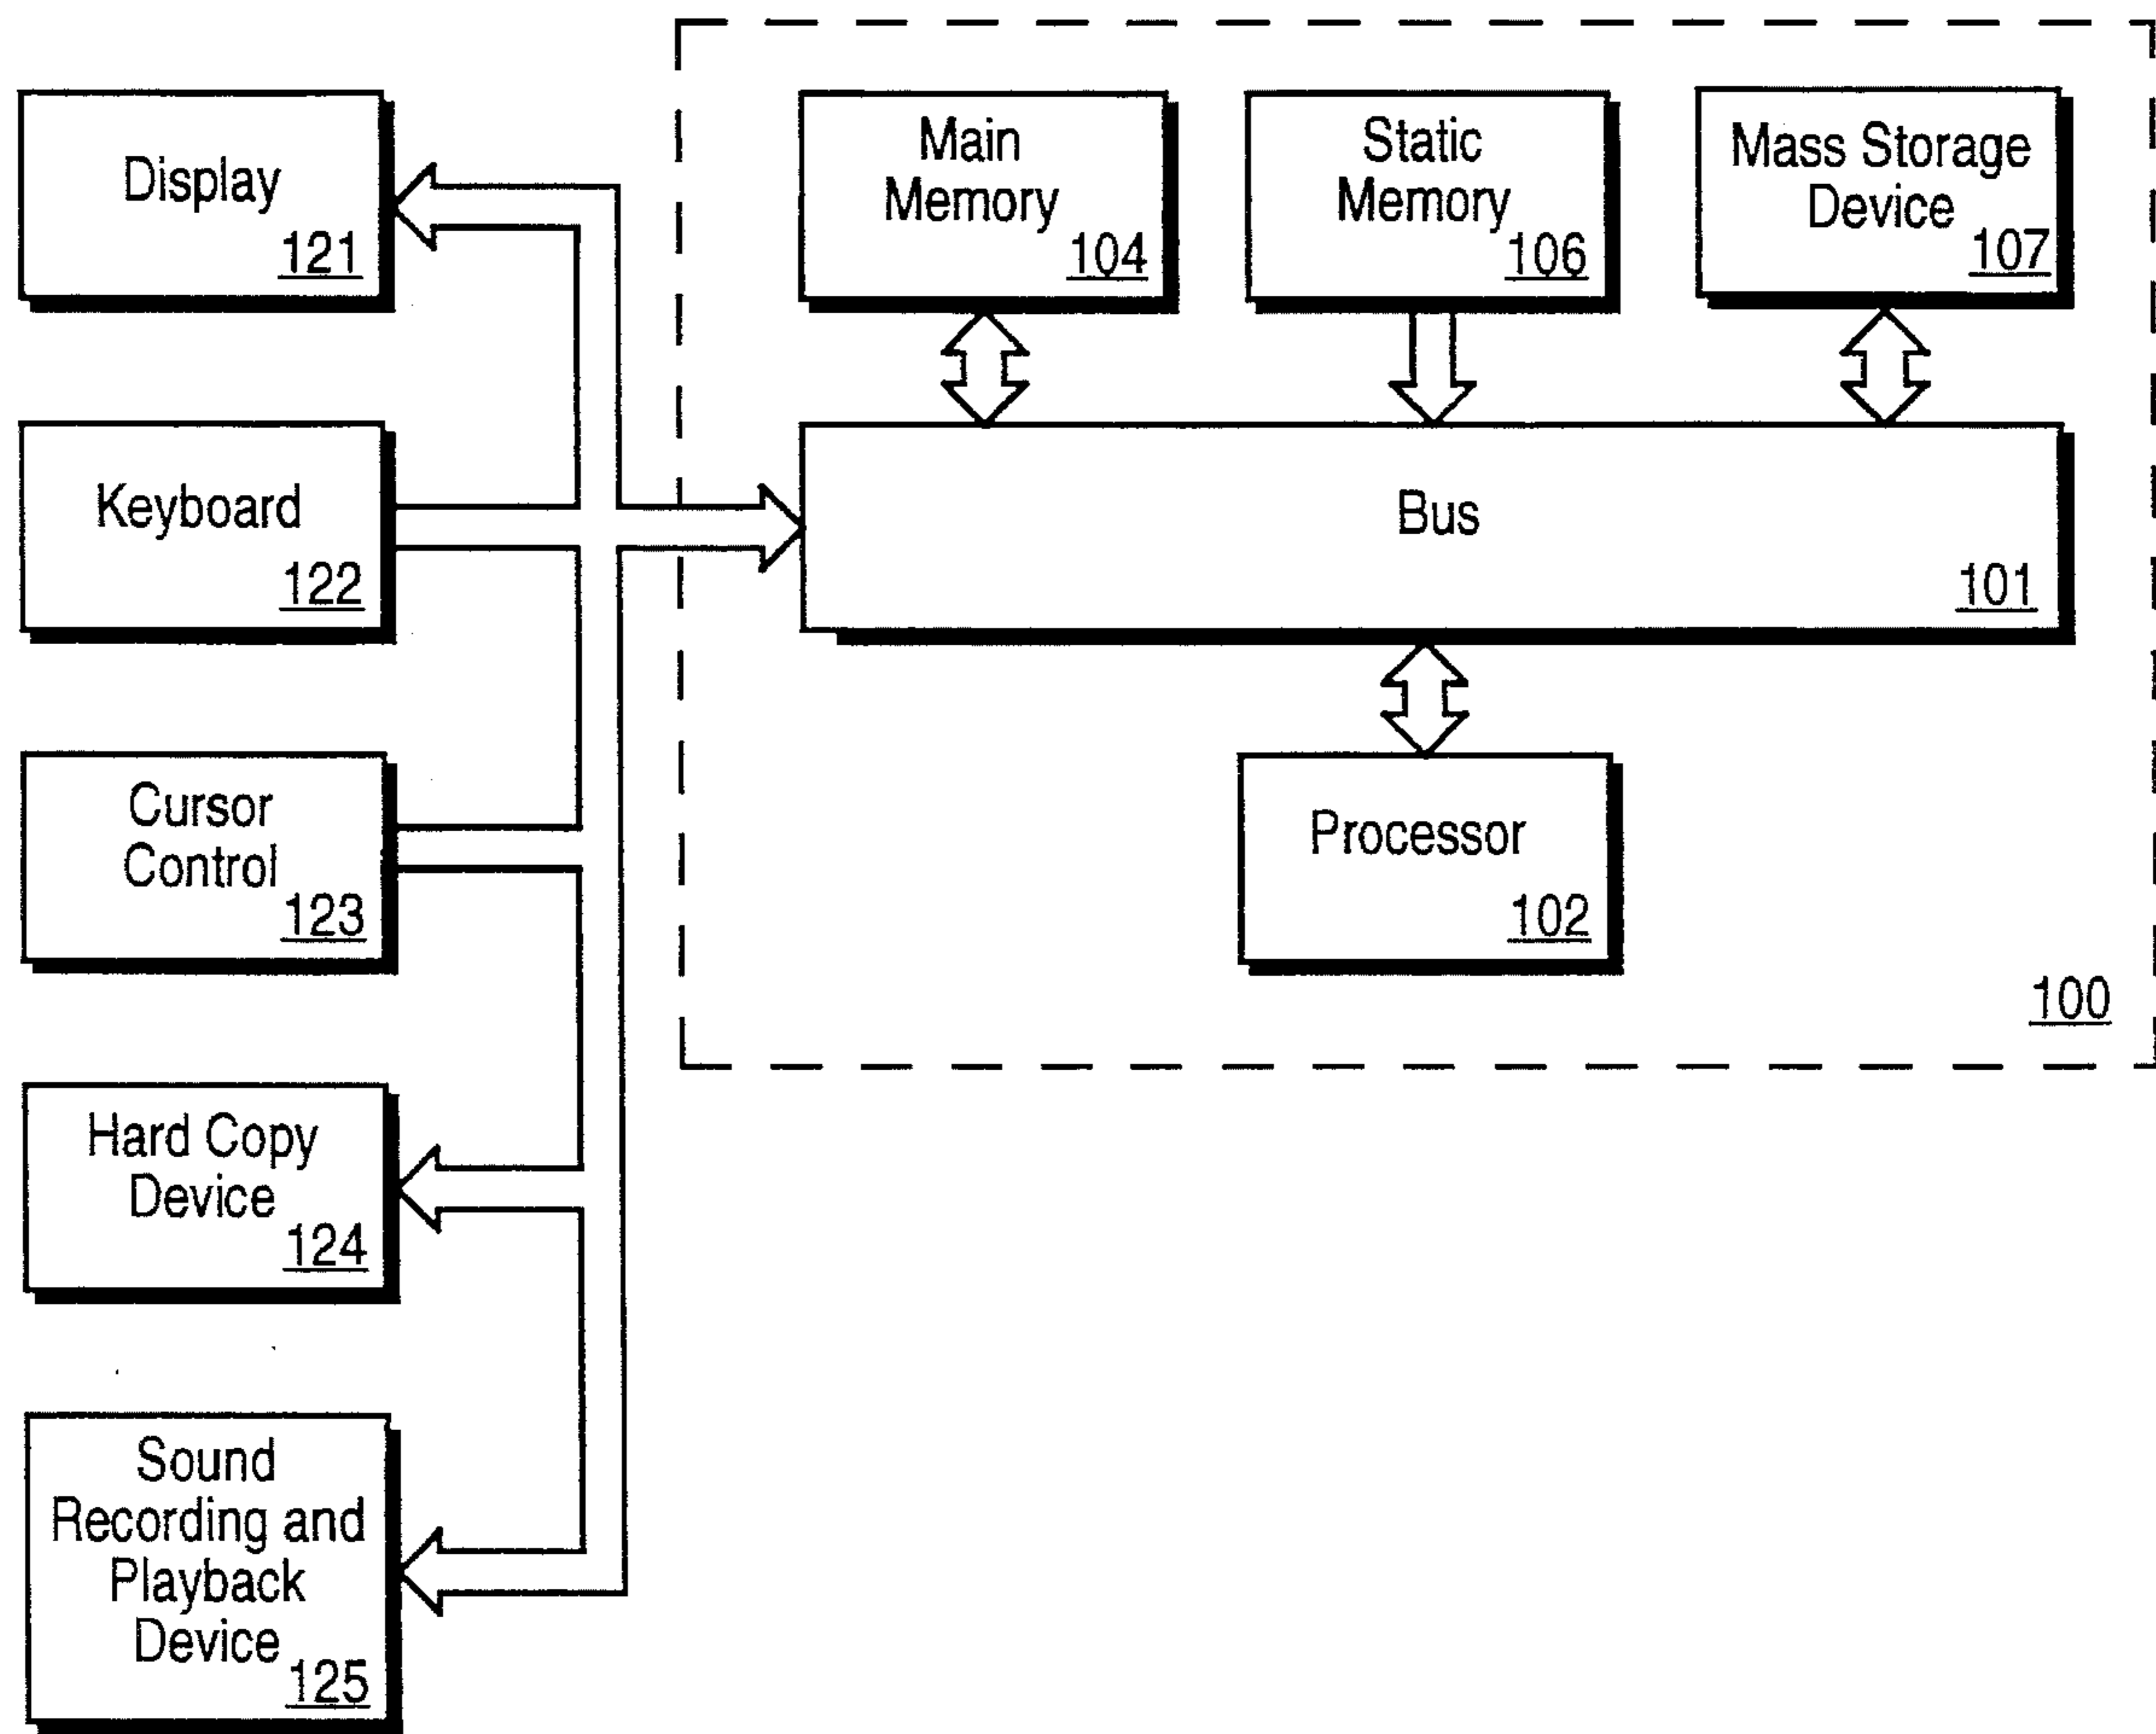 Display
121
Keyboard
122
Cursor
Control
123
Hard Copy
Device
124
Sound
Recording and
Playback
Device
125
Main
Memory
104
Static
Memory
106
Mass Storage
Device
107
Bus
101
Processor
102
100